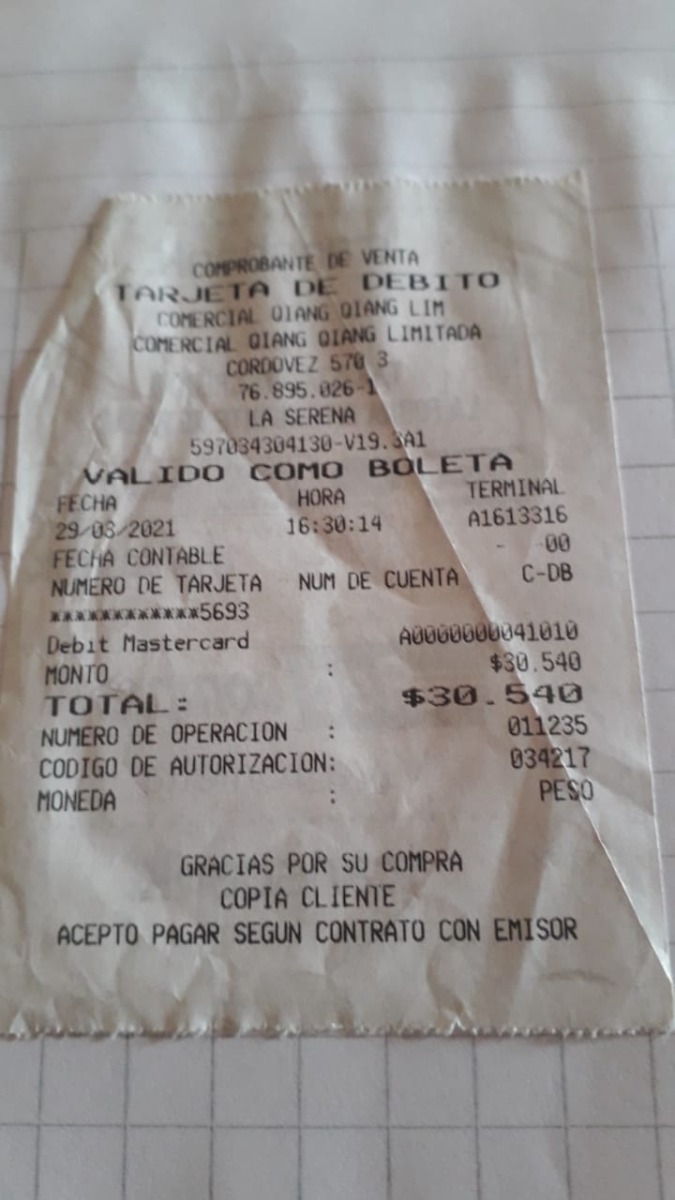 COMPROBANTE DE VENTA
TARJETA DE DEBITO
COMERCIAL QIANG QIANG LIM
COMERCIAL QIANG QIANG LIMITADA
CORDOVEZ 570 3
76.895.026-1
LA SERENA
597034304130-V19.3A1
VALIDO COMO BOLETA
FECHA HORA TERMINAL
29/03/2021 16:30:14 A1613316
FECHA CONTABLE - -00
NUMERO DE TARJETA NUM DE CUENTA C-DB
************5693
Debit Mastercard A0000000041010
MONTO : $30.540
TOTAL: $30.540
NUMERO DE OPERACION : 011235
CODIGO DE AUTORIZACION: 034217
MONEDA : PESO
GRACIAS POR SU COMPRA
COPIA CLIENTE
ACEPTO PAGAR SEGUN CONTRATO CON EMISOR